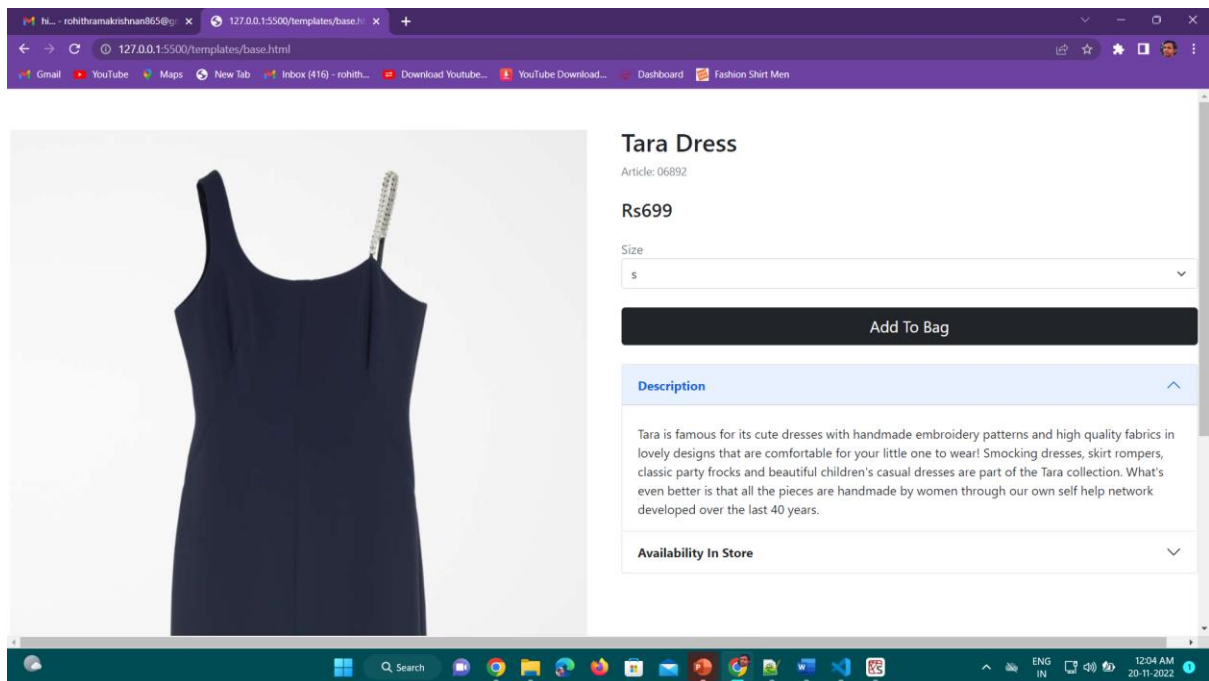 hi... - rohithramakrishnan865@g
127.0.0.1:5500/templates/base.h
127.0.0.1:5500/templates/base.html
Gmail YouTube Maps New Tab Inbox (416) - rohith... Download Youtube... YouTube Download... Dashboard Fashion Shirt Men
Tara Dress
Article: 06892
Rs699
Size
s
Add To Bag
Description
Tara is famous for its cute dresses with handmade embroidery patterns and high quality fabrics in
lovely designs that are comfortable for your little one to wear! Smocking dresses, skirt rompers,
classic party frocks and beautiful children's casual dresses are part of the Tara collection. What's
even better is that all the pieces are handmade by women through our own self help network
developed over the last 40 years.
Availability In Store
Search
ENG
IN
12:04 AM
20-11-2022
1